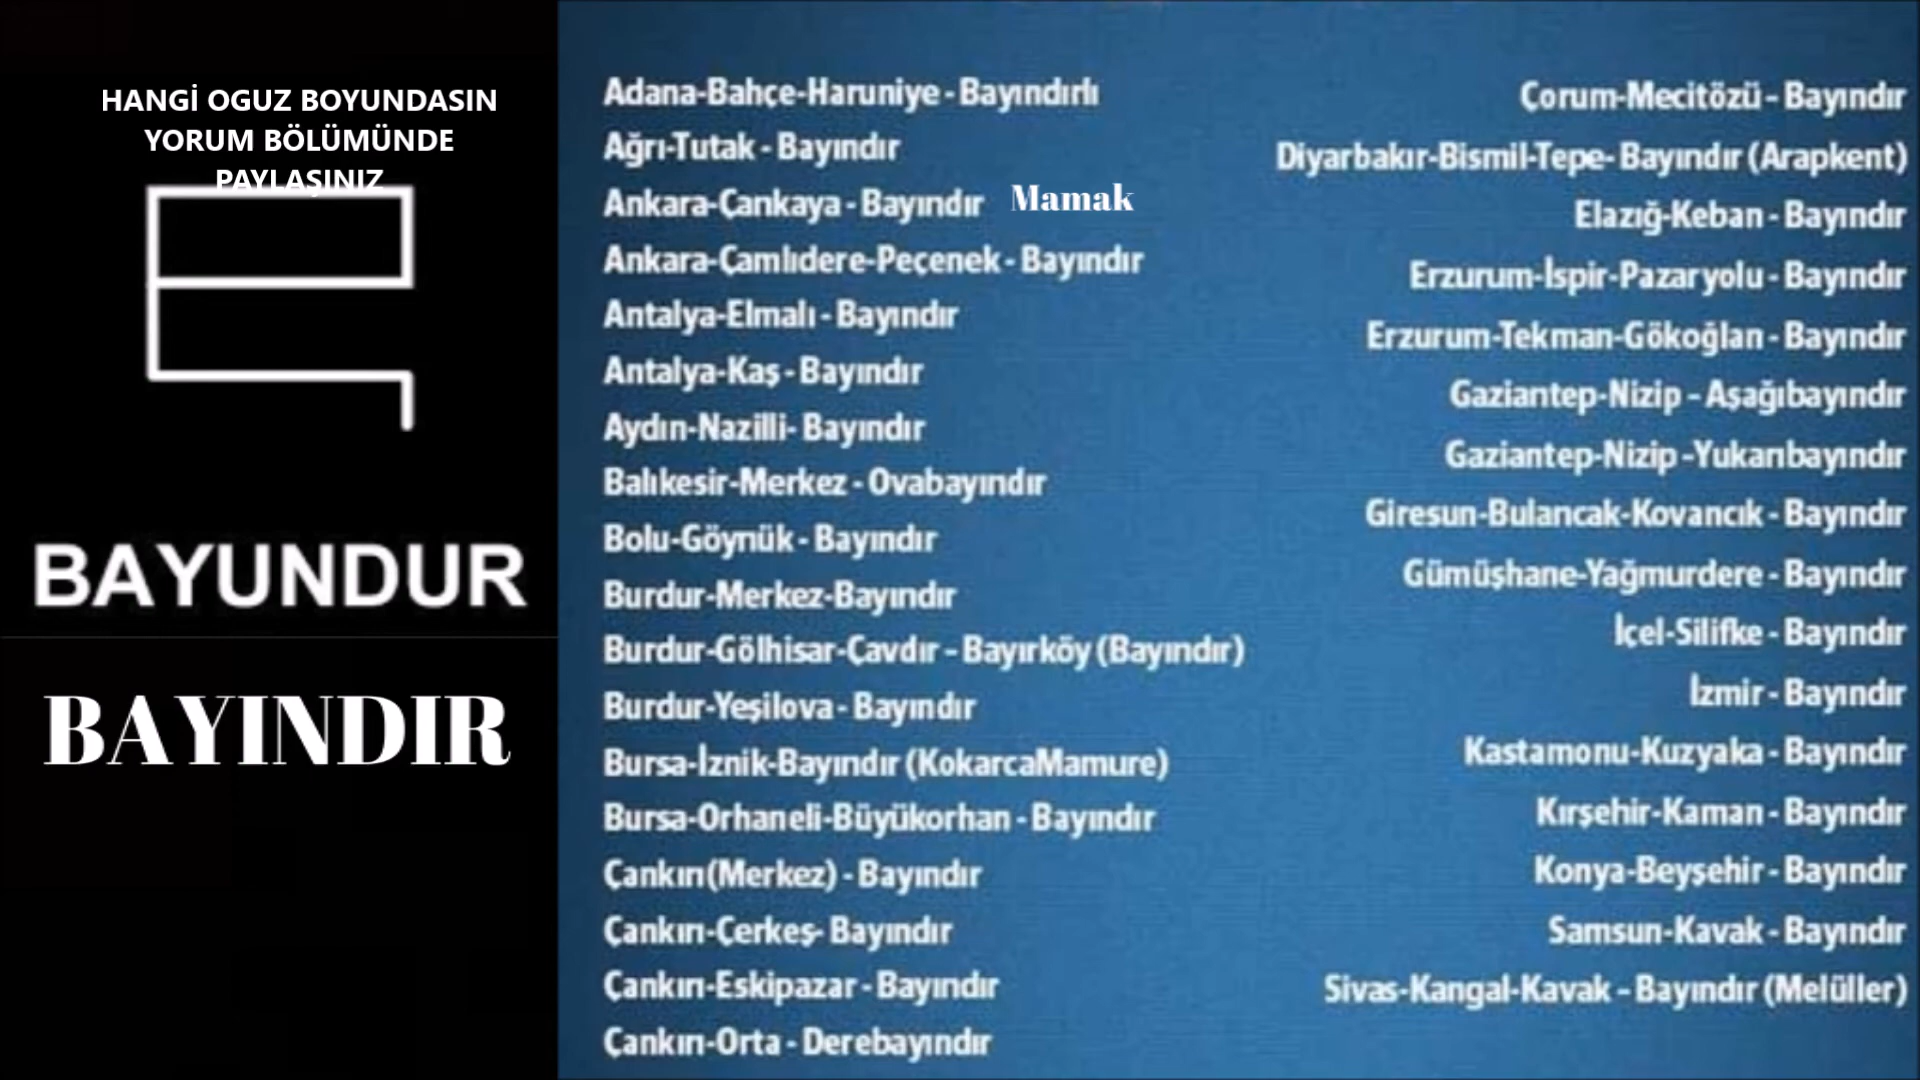 HANGİ OGUZ BOYUNDASIN
YORUM BÖLÜMÜNDE
PAYLAŞINIZ
BAYUNDUR
BAYINDIR
Adana-Bahçe-Haruniye - Bayındırlı
Ağrı-Tutak - Bayındır
Ankara-Çankaya - Bayındır Mamak
Ankara-Çamlıdere-Peçenek - Bayındır
Antalya-Elmalı - Bayındır
Antalya-Kaş - Bayındır
Aydın-Nazilli- Bayındır
Balıkesir-Merkez - Ovabayındır
Bolu-Göynük - Bayındır
Burdur-Merkez-Bayındır
Burdur-Gölhisar-Çavdır - Bayırköy (Bayındır)
Burdur-Yeşilova - Bayındır
Bursa-İznik-Bayındır (KokarcaMamure)
Bursa-Orhaneli-Büyükorhan - Bayındır
Çankırı(Merkez) - Bayındır
Çankırı-Çerkeş- Bayındır
Çankırı-Eskipazar - Bayındır
Çankırı-Orta - Derebayındır
Çorum-Mecitözü - Bayındır
Diyarbakır-Bismil-Tepe- Bayındır (Arapkent)
Elazığ-Keban - Bayındır
Erzurum-İspir-Pazaryolu - Bayındır
Erzurum-Tekman-Gökoğlan - Bayındır
Gaziantep-Nizip - Aşağıbayındır
Gaziantep-Nizip -Yukarıbayındır
Giresun-Bulancak-Kovancık - Bayındır
Gümüşhane-Yağmurdere - Bayındır
İçel-Silifke - Bayındır
İzmir - Bayındır
Kastamonu-Kuzyaka - Bayındır
Kırşehir-Kaman - Bayındır
Konya-Beyşehir - Bayındır
Samsun-Kavak - Bayındır
Sivas-Kangal-Kavak - Bayındır (Melüller)